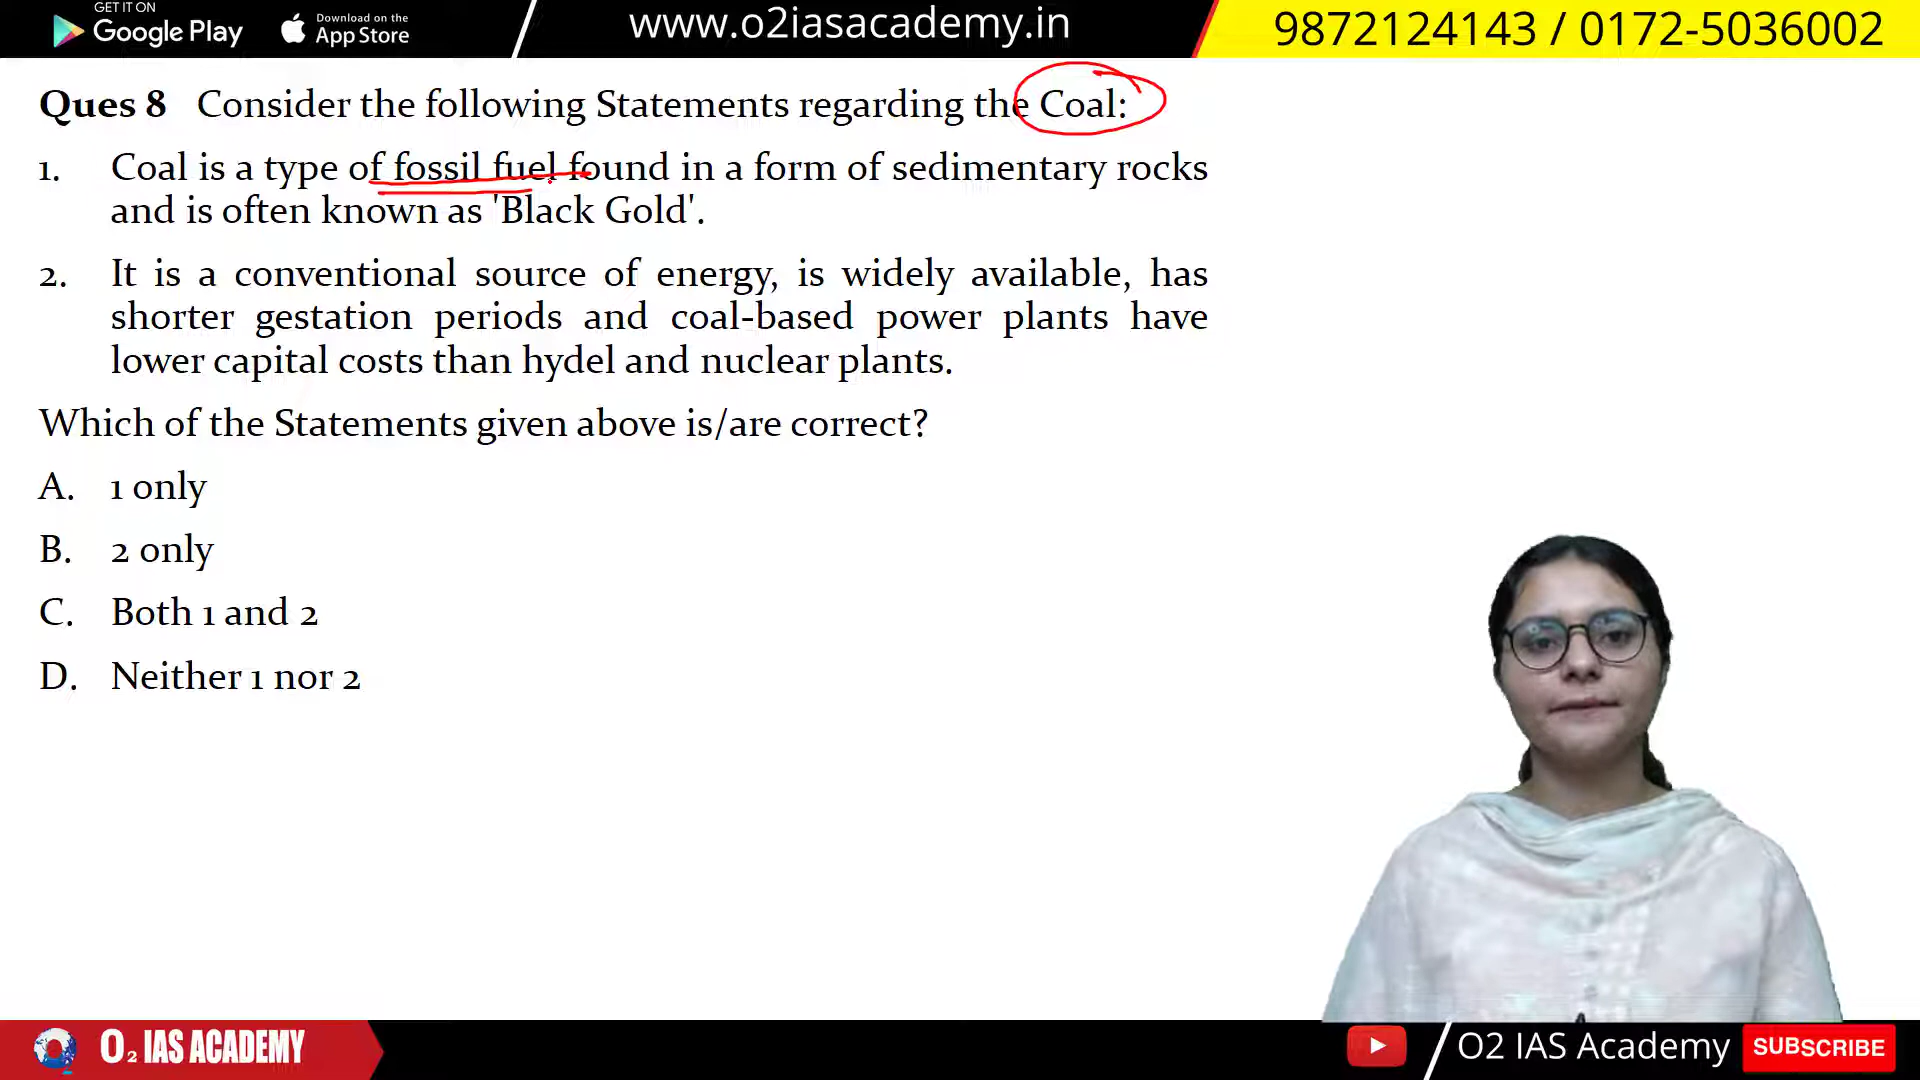 GET IT ON
Google Play
Download on the
App Store
www.o2iasacademy.in
9872124143 / 0172-5036002
Ques 8 Consider the following Statements regarding the Coal:
1. Coal is a type of fossil fuel found in a form of sedimentary rocks
and is often known as 'Black Gold'.
2. It is a conventional source of energy, is widely available, has
shorter gestation periods and coal-based power plants have
lower capital costs than hydel and nuclear plants.
Which of the Statements given above is/are correct?
A. 1 only
B. 2 only
C. Both 1 and 2
D. Neither 1 nor 2
O2 IAS ACADEMY
O2 IAS Academy
SUBSCRIBE